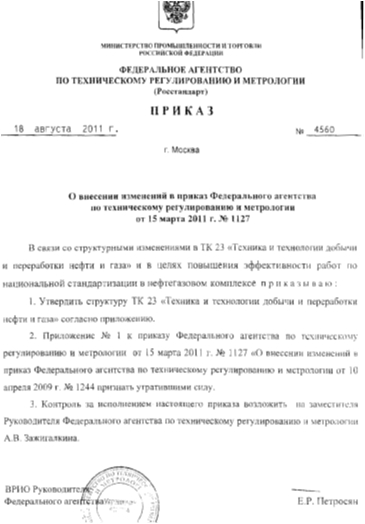 МИНИСТЕРСТВО ПРОМЫШЛЕННОСТИ И ТОРГОВЛИ
РОССИЙСКОЙ ФЕДЕРАЦИИ
ФЕДЕРАЛЬНОЕ АГЕНТСТВО
ПО ТЕХНИЧЕСКОМУ РЕГУЛИРОВАНИЮ И МЕТРОЛОГИИ
(Росстандарт)
ПРИКАЗ
18 августа 2011 г. № 4560
г. Москва
О внесении изменений в приказ Федерального агентства
по техническому регулированию и метрологии
от 15 марта 2011 г. № 1127
В связи со структурными изменениями в ТК 23 «Техника и технологии добычи
и переработки нефти и газа» и в целях повышения эффективности работ по
национальной стандартизации в нефтегазовом комплексе приказываю:
1. Утвердить структуру ТК 23 «Техника и технологии добычи и переработки
нефти и газа» согласно приложению.
2. Приложение № 1 к приказу Федерального агентства по техническому
регулированию и метрологии от 15 марта 2011 г. № 1127 «О внесении изменений в
приказ Федерального агентства по техническому регулированию и метрологии от 10
апреля 2009 г. № 1244 признать утратившими силу.
3. Контроль за исполнением настоящего приказа возложить на заместителя
Руководителя Федерального агентства по техническому регулированию и метрологии
А.В. Зажигалкина.
ВРИО Руководителя
Федерального агентства
Е.Р. Петросян